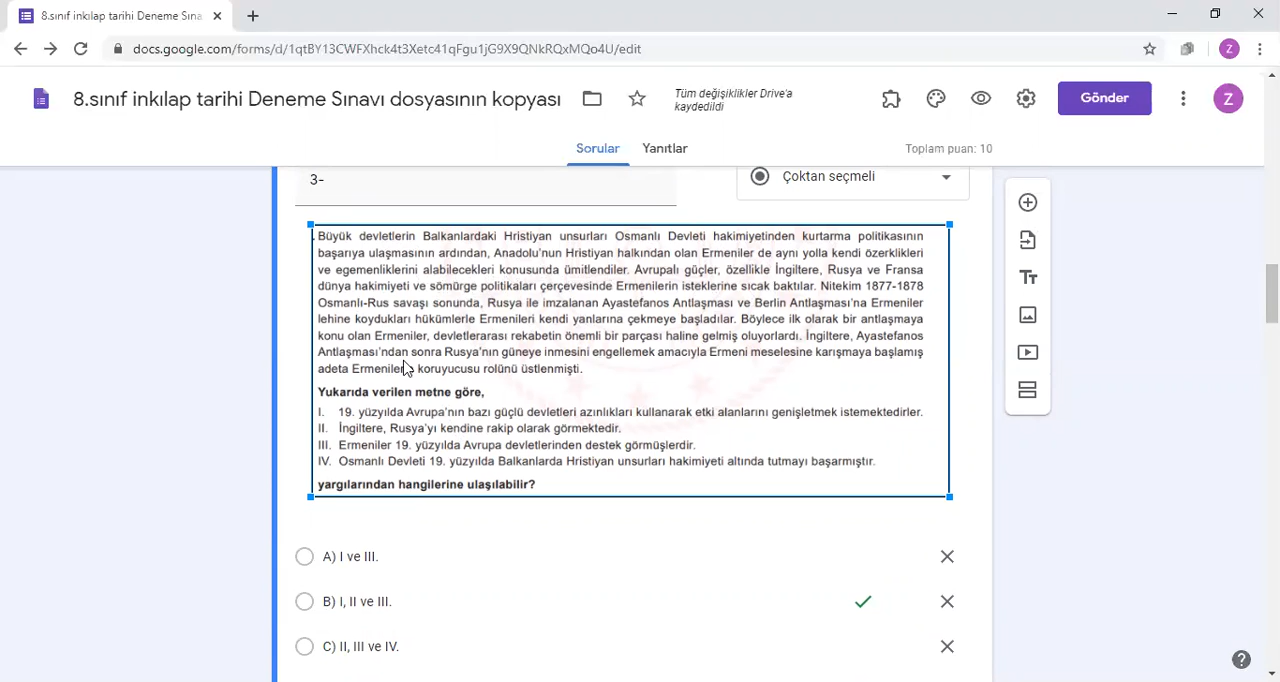 8.sınıf inkılap tarihi Deneme Sına
docs.google.com/forms/d/1qtBY13CWFXhck4t3Xetc41qFgu1jG9X9QNkRQxMQo4U/edit
Z
8.sınıf inkılap tarihi Deneme Sınavı dosyasının kopyası
Tüm değişiklikler Drive'a
kaydedildi
Gönder
Z
Sorular
Yanıtlar
Toplam puan: 10
3-
Çoktan seçmeli
Büyük devletlerin Balkanlardaki Hristiyan unsurları Osmanlı Devleti hakimiyetinden kurtarma politikasının
başarıya ulaşmasının ardından, Anadolu'nun Hristiyan halkından olan Ermeniler de aynı yolla kendi özerklikleri
ve egemenliklerini alabilecekleri konusunda ümitlendiler. Avrupalı güçler, özellikle İngiltere, Rusya ve Fransa
dünya hakimiyeti ve sömürge politikaları çerçevesinde Ermenilerin isteklerine sıcak baktılar. Nitekim 1877-1878
Osmanlı-Rus savaşı sonunda, Rusya ile imzalanan Ayastefanos Antlaşması ve Berlin Antlaşması'na Ermeniler
lehine koydukları hükümlerle Ermenileri kendi yanlarına çekmeye başladılar. Böylece ilk olarak bir antlaşmaya
konu olan Ermeniler, devletlerarası rekabetin önemli bir parçası haline gelmiş oluyorlardı. İngiltere, Ayastefanos
Antlaşması'ndan sonra Rusya'nın güneye inmesini engellemek amacıyla Ermeni meselesine karışmaya başlamış
adeta Ermenilerin koruyucusu rolünü üstlenmişti.
Yukarıda verilen metne göre,
I. 19. yüzyılda Avrupa'nın bazı güçlü devletleri azınlıkları kullanarak etki alanlarını genişletmek istemektedirler.
II. İngiltere, Rusya'yı kendine rakip olarak görmektedir.
III. Ermeniler 19. yüzyılda Avrupa devletlerinden destek görmüşlerdir.
IV. Osmanlı Devleti 19. yüzyılda Balkanlarda Hristiyan unsurları hakimiyeti altında tutmayı başarmıştır.
yargılarından hangilerine ulaşılabilir?
A) I ve III.
B) I, II ve III.
C) II, III ve IV.